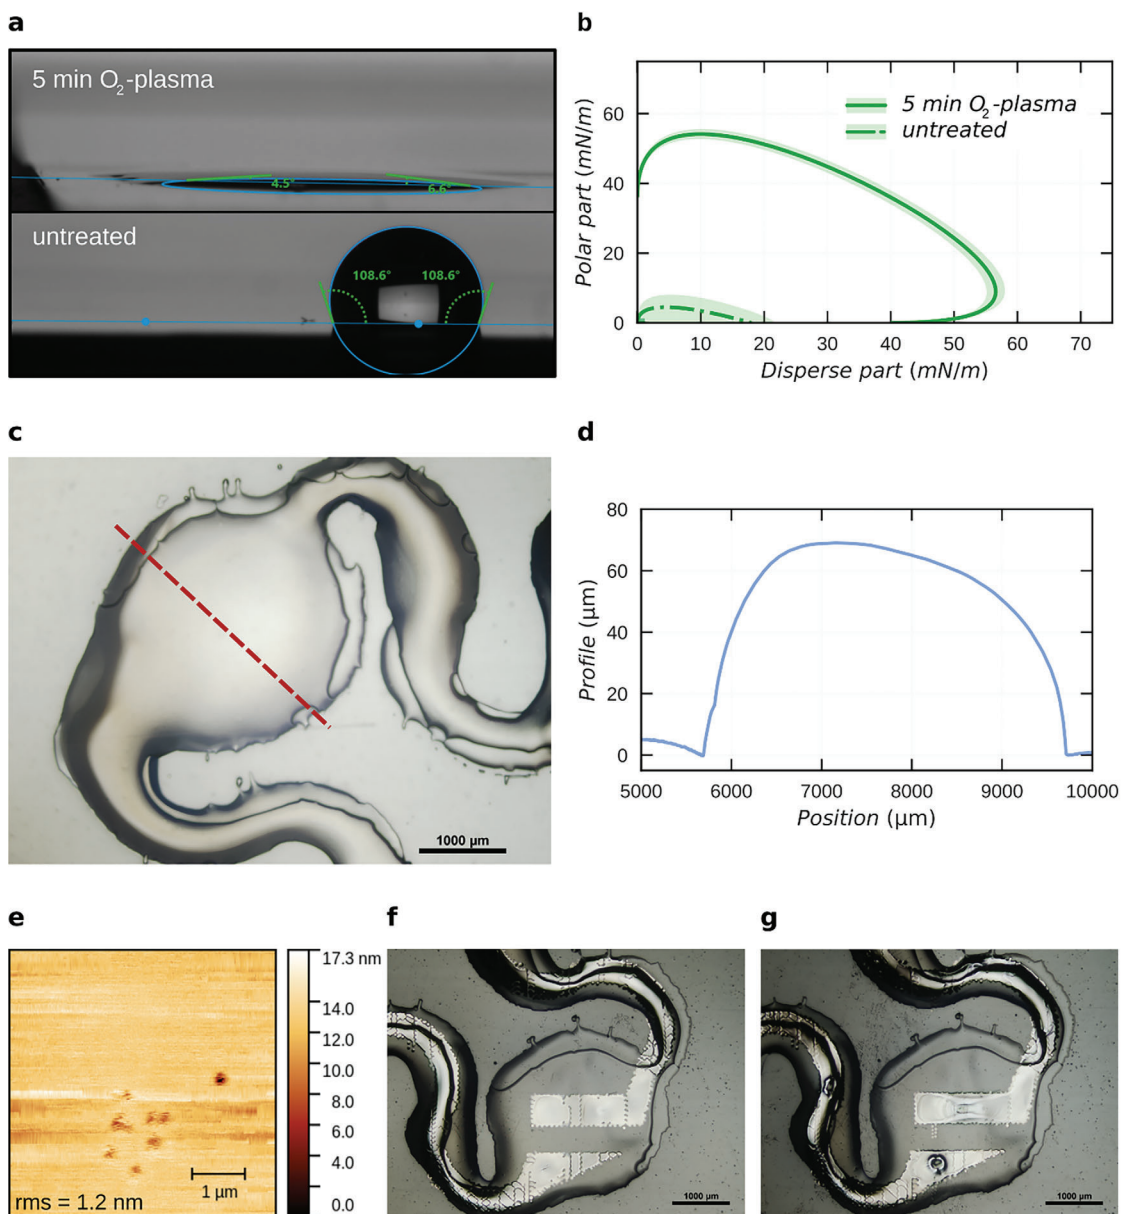 a
5 min O2-plasma
4.5°
6.6°
untreated
108.6°
108.6°
b
Polar part (mN/m)
60
40
20
0
0
10
20
30
40
50
60
70
Disperse part (mN/m)
5 min O2-plasma
untreated
c
1000 µm
d
Profile (µm)
80
60
40
20
0
5000
6000
7000
8000
9000
10000
Position (µm)
e
rms = 1.2 nm
1 µm
17.3 nm
14.0
12.0
10.0
8.0
6.0
4.0
0.0
f
1000 µm
g
1000 µm